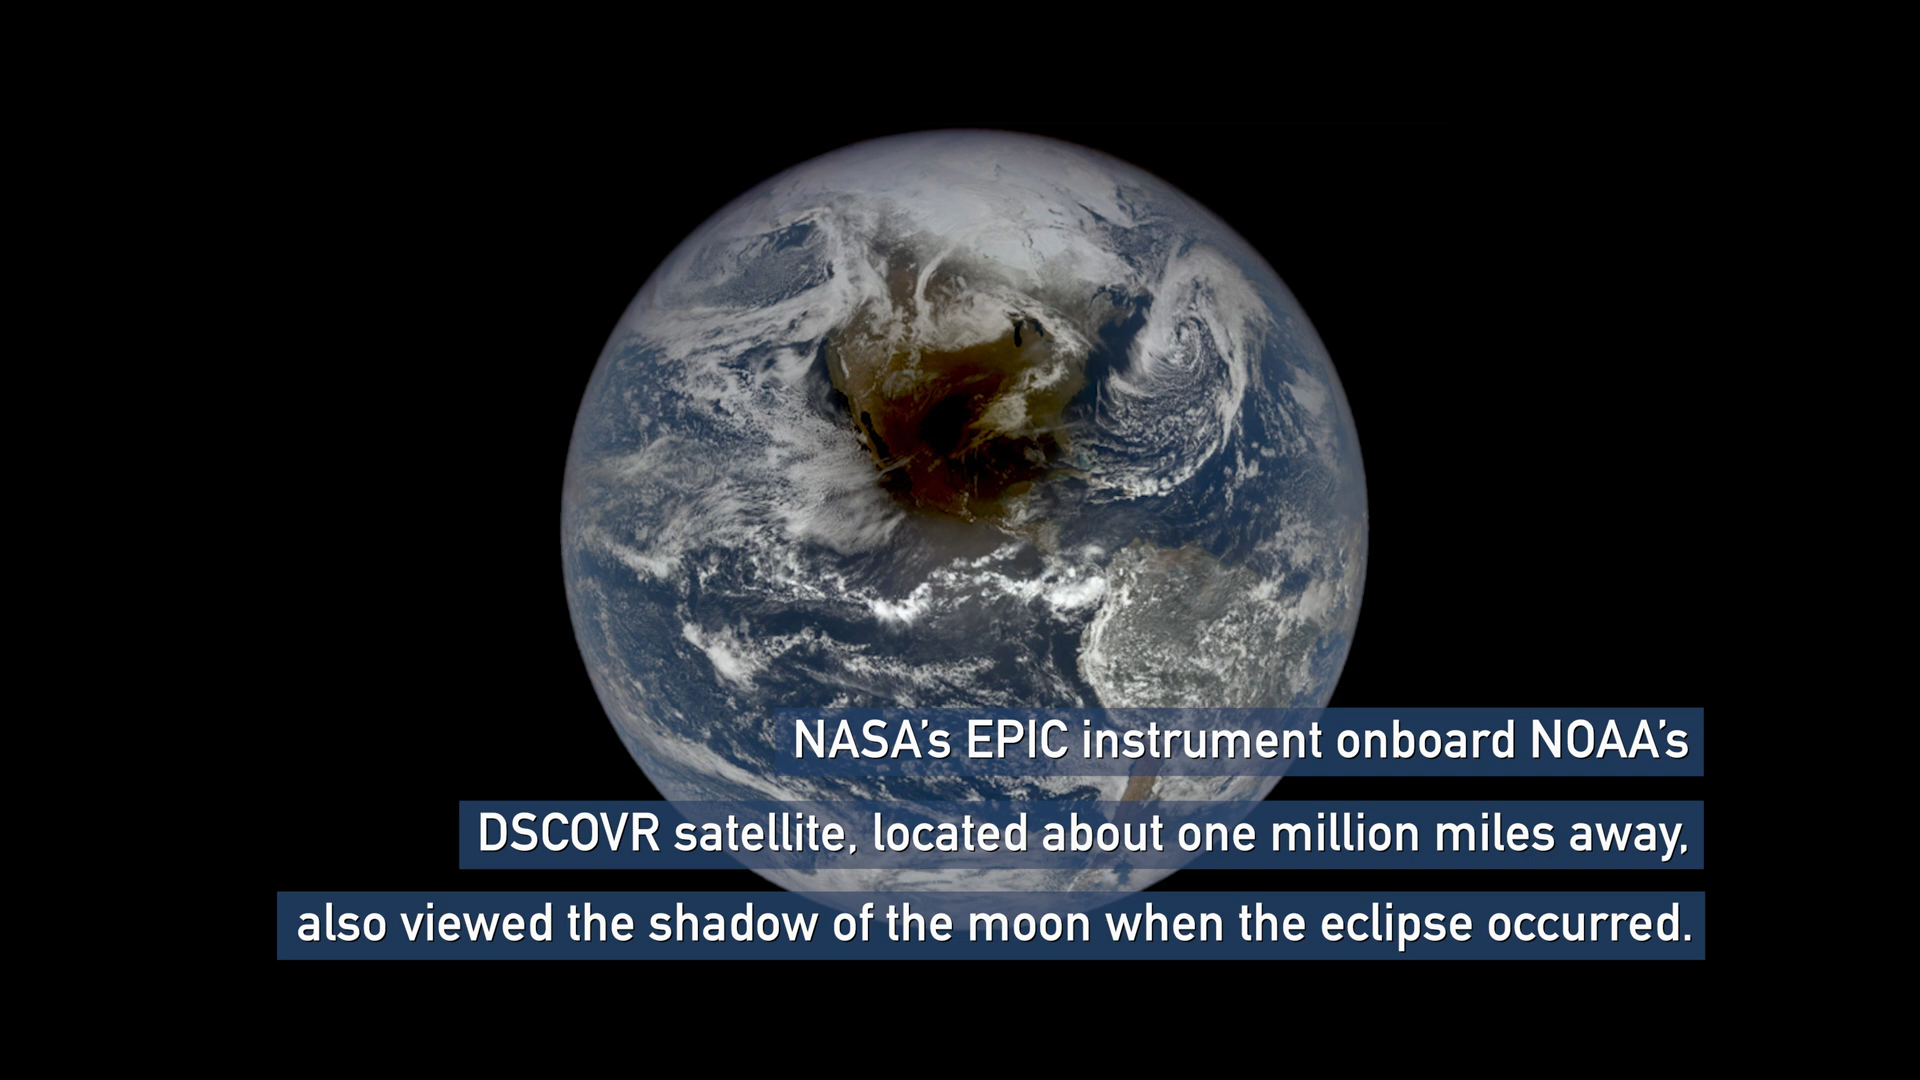 NASA’s EPIC instrument onboard NOAA’s
DSCOVR satellite, located about one million miles away,
also viewed the shadow of the moon when the eclipse occurred.